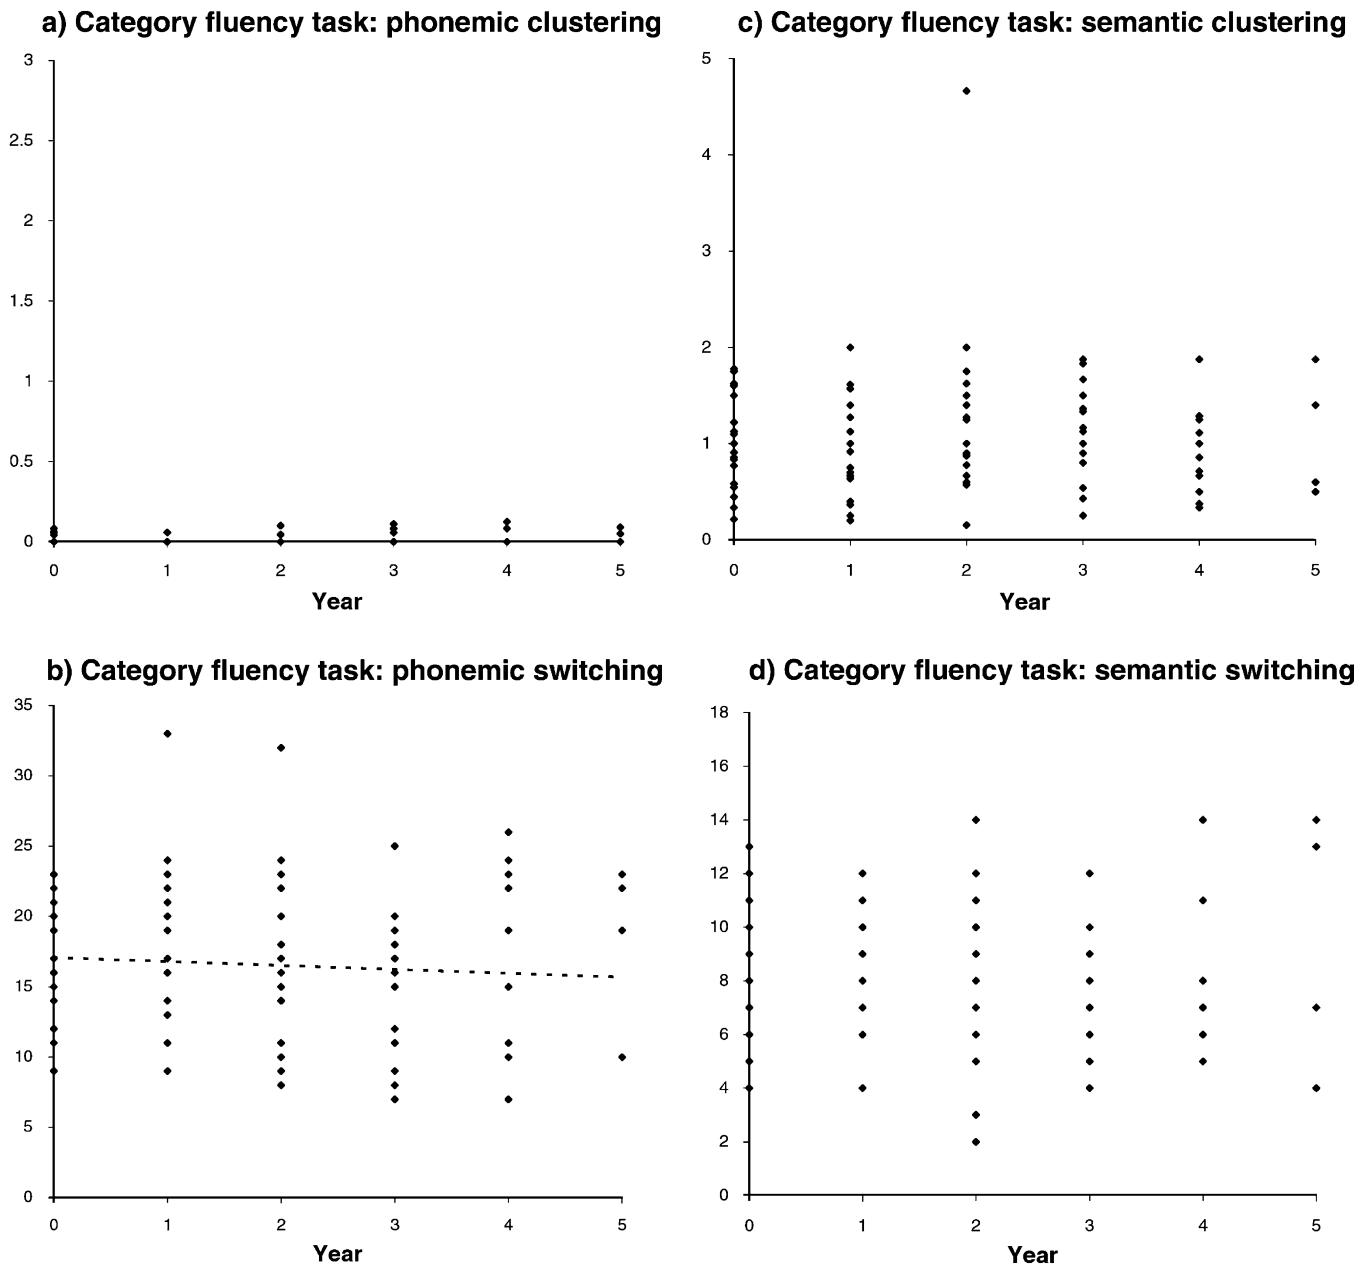 a) Category fluency task: phonemic clustering
3
2.5
2
1.5
1
0.5
0
0 1 2 3 4 5
Year
c) Category fluency task: semantic clustering
5
4
3
2
1
0
0 1 2 3 4 5
Year
b) Category fluency task: phonemic switching
35
30
25
20
15
10
5
0
0 1 2 3 4 5
Year
d) Category fluency task: semantic switching
18
16
14
12
10
8
6
4
2
0
0 1 2 3 4 5
Year